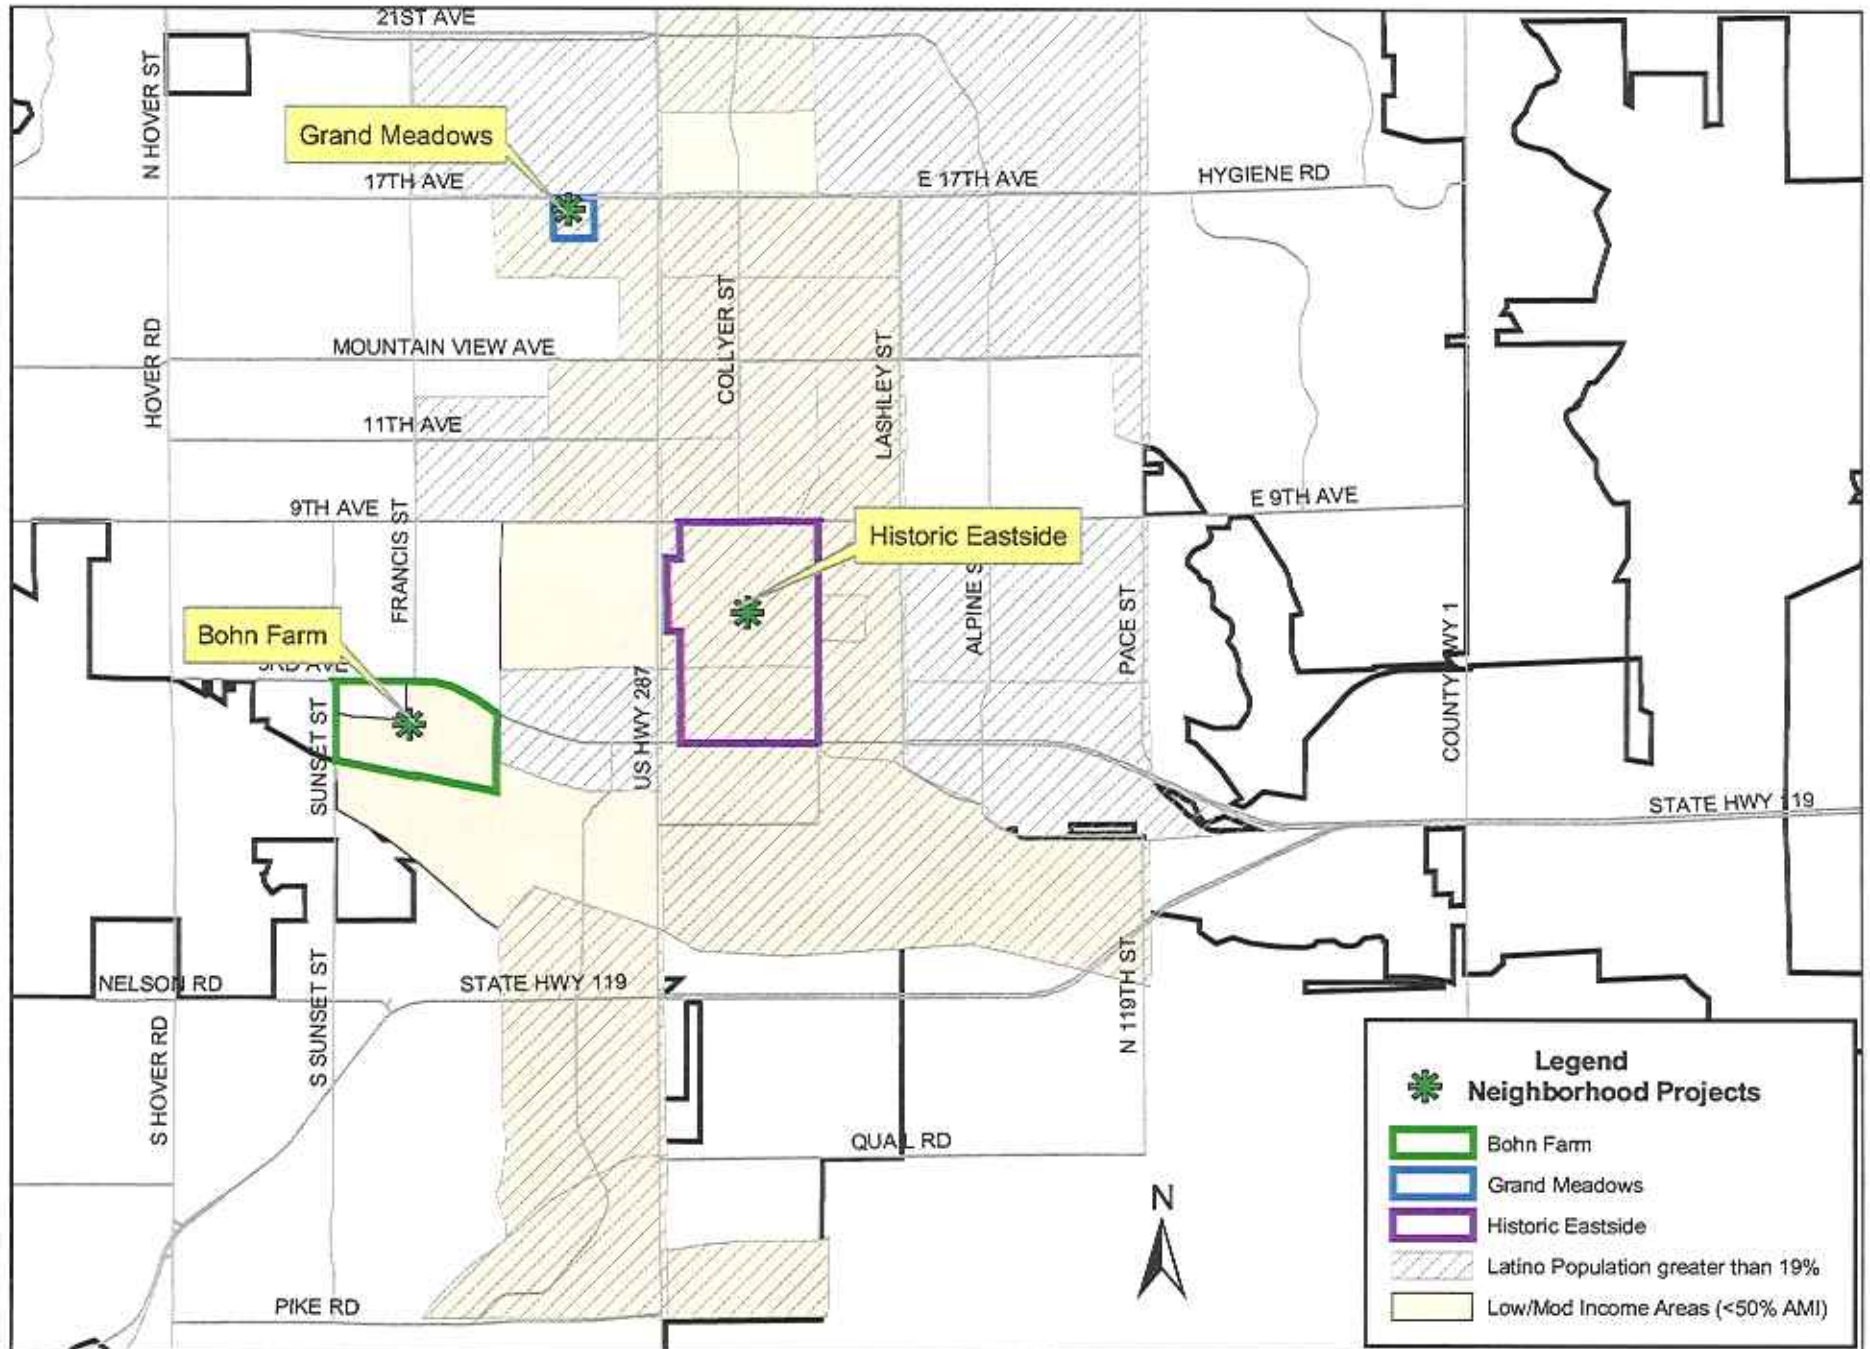 21ST AVE
N HOVER ST
Grand Meadows
17TH AVE
E 17TH AVE
HYGIENE RD
HOVER RD
MOUNTAIN VIEW AVE
COLLYER ST
LASHLEY ST
11TH AVE
9TH AVE
E 9TH AVE
FRANCIS ST
Historic Eastside
ALPINE S
PACE ST
COUNTY HWY 1
Bohn Farm
3RD AVE
SUNSET ST
US HWY 287
STATE HWY 119
NELSON RD
STATE HWY 119
S HOVER RD
S SUNSET ST
N 119TH ST
QUAIL RD
PIKE RD
N
Legend
Neighborhood Projects
Bohn Farm
Grand Meadows
Historic Eastside
Latino Population greater than 19%
Low/Mod Income Areas (<50% AMI)